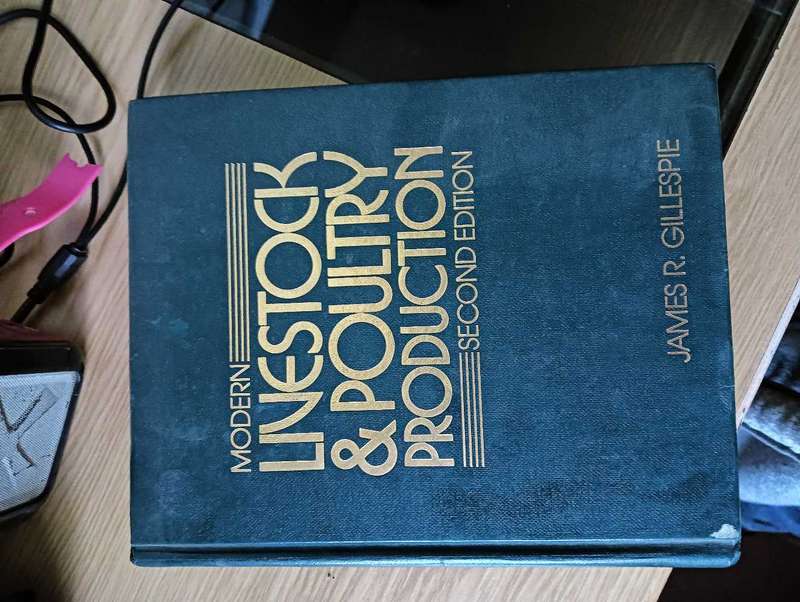 MODERN
LIVESTOCK
& POULTRY
PRODUCTION
SECOND EDITION
JAMES R. GILLESPIE